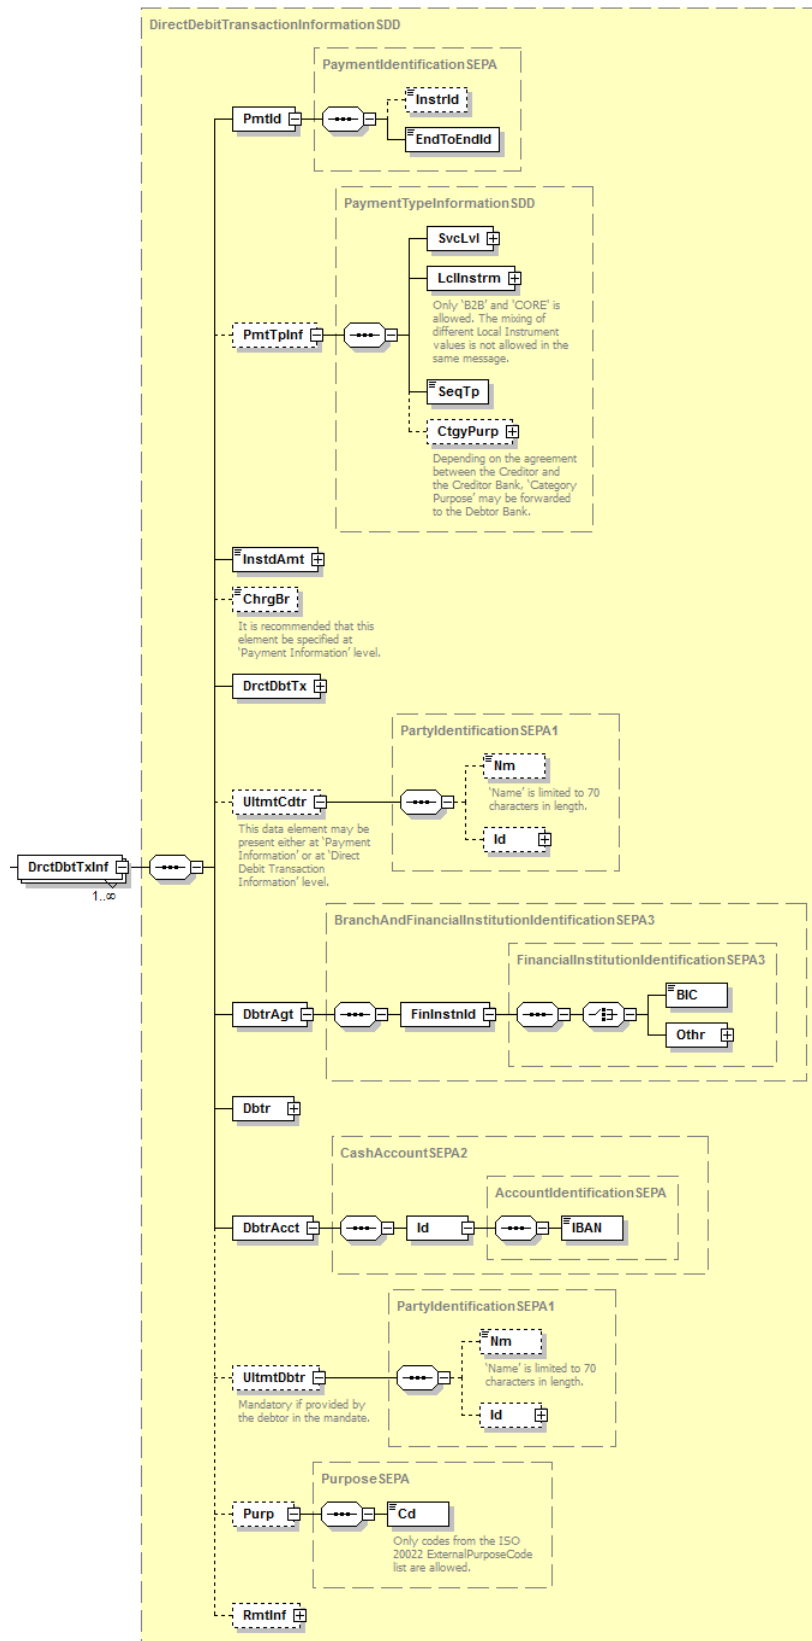 DirectDebitTransactionInformationSDD
PaymentIdentificationSEPA
InstrId
PmtId
EndToEndId
PaymentTypeInformationSDD
SvcLvl
LclInstrm
Only 'B2B' and 'CORE' is
allowed. The mixing of
different Local Instrument
values is not allowed in the
same message.
PmtTpInf
SeqTp
CtgyPurp
Depending on the agreement
between the Creditor and
the Creditor Bank, 'Category
Purpose' may be forwarded
to the Debtor Bank.
InstdAmt
ChrgBr
It is recommended that this
element be specified at
'Payment Information' level.
DrctDbtTx
PartyIdentificationSEPA1
Nm
'Name' is limited to 70
characters in length.
UltmtCdtr
This data element may be
present either at 'Payment
Information' or at 'Direct
Debit Transaction
Information' level.
Id
DrctDbtTxInf
1..∞
BranchAndFinancialInstitutionIdentificationSEPA3
FinancialInstitutionIdentificationSEPA3
BIC
DbtrAgt
FinInstnId
Othr
Dbtr
CashAccountSEPA2
AccountIdentificationSEPA
DbtrAcct
Id
IBAN
PartyIdentificationSEPA1
Nm
'Name' is limited to 70
characters in length.
UltmtDbtr
Mandatory if provided by
the debtor in the mandate.
Id
PurposeSEPA
Purp
Cd
Only codes from the ISO
20022 ExternalPurposeCode
list are allowed.
RmtInf